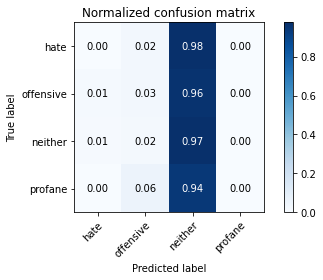 Normalized confusion matrix
True label
hate 0.00 0.02 0.98 0.00
offensive 0.01 0.03 0.96 0.00
neither 0.01 0.02 0.97 0.00
profane 0.00 0.06 0.94 0.00
hate offensive neither profane
Predicted label
0.8
0.6
0.4
0.2
0.0